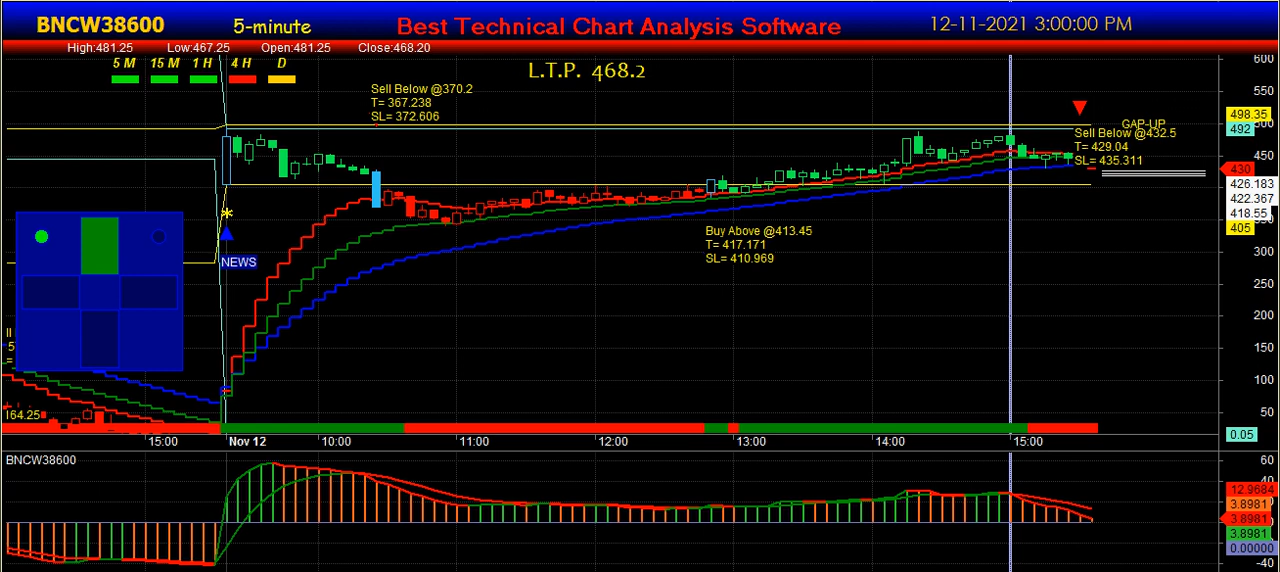 BNCW38600
5-minute
Best Technical Chart Analysis Software
12-11-2021 3:00:00 PM
High:481.25 Low:467.25 Open:481.25 Close:468.20
5 M 15 M 1 H 4 H D
L.T.P. 468.2
Sell Below @370.2
T= 367.238
SL= 372.606
GAP-UP
Sell Below @432.5
T= 429.04
SL= 435.311
Buy Above @413.45
T= 417.171
SL= 410.969
NEWS
164.25
600
550
498.35
492
450
430
400
426.183
422.367
418.55
405
300
250
200
150
100
50
0.05
15:00 Nov 12 10:00 11:00 12:00 13:00 14:00 15:00
BNCW38600
60
12.9684
3.8981
3.8981
3.8981
0.00000
-40